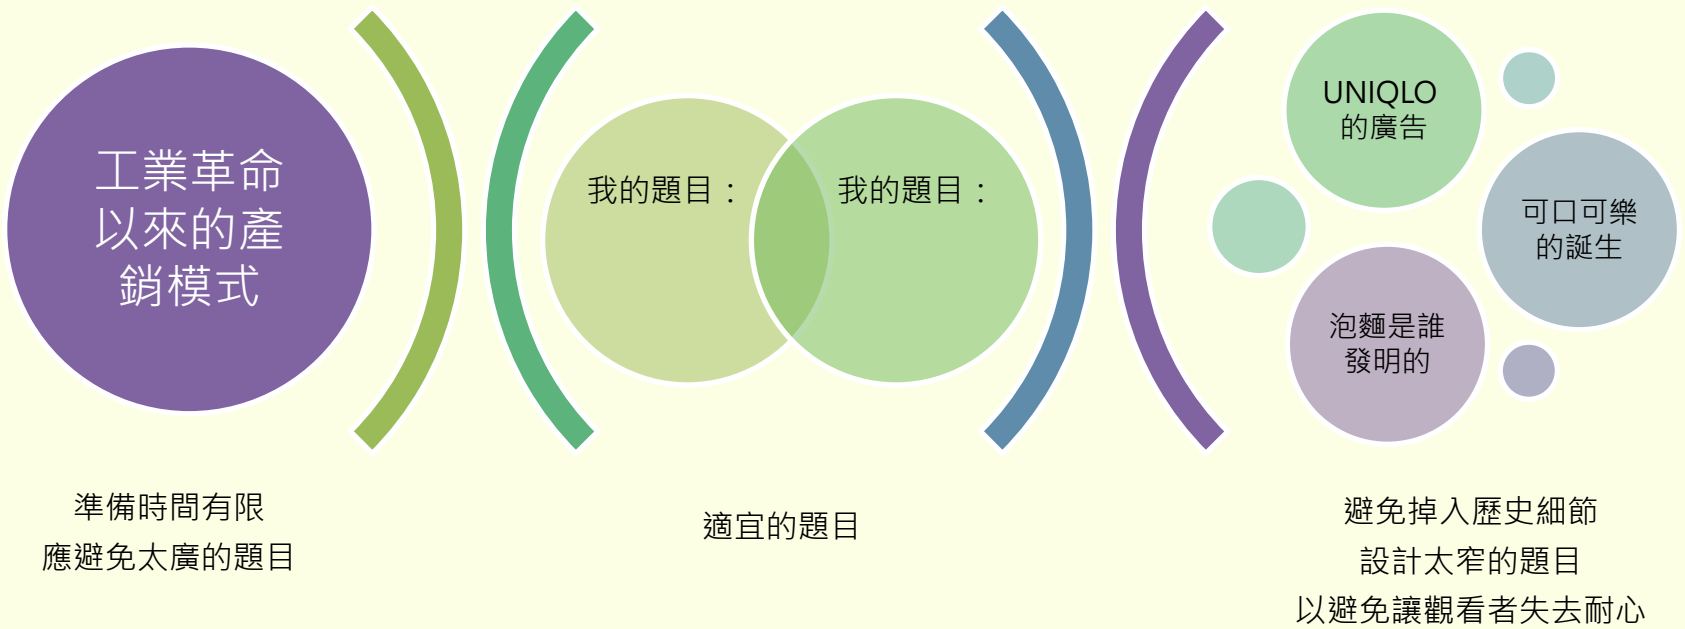 工業革命
以來的產
銷模式
我的題目：
我的題目：
UNIQLO
的廣告
可口可樂
的誕生
泡麵是誰
發明的
準備時間有限
應避免太廣的題目
適宜的題目
避免掉入歷史細節
設計太窄的題目
以避免讓觀看者失去耐心